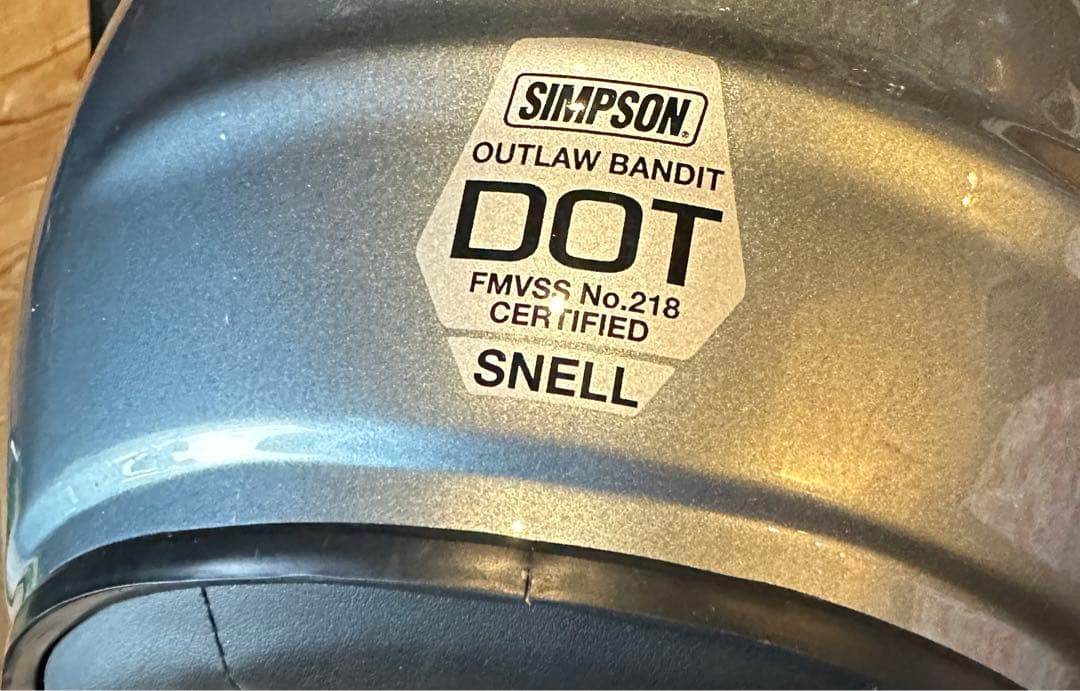 SIMPSON
OUTLAW BANDIT
DOT
FMVSS No.218
CERTIFIED
SNELL